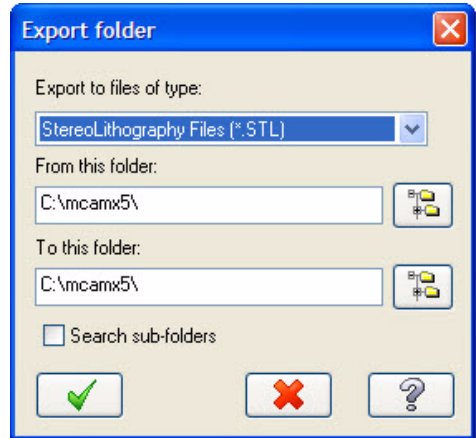 Export folder
Export to files of type:
StereoLithography Files (*.STL)
From this folder:
C:\mcamx5\
To this folder:
C:\mcamx5\
Search sub-folders